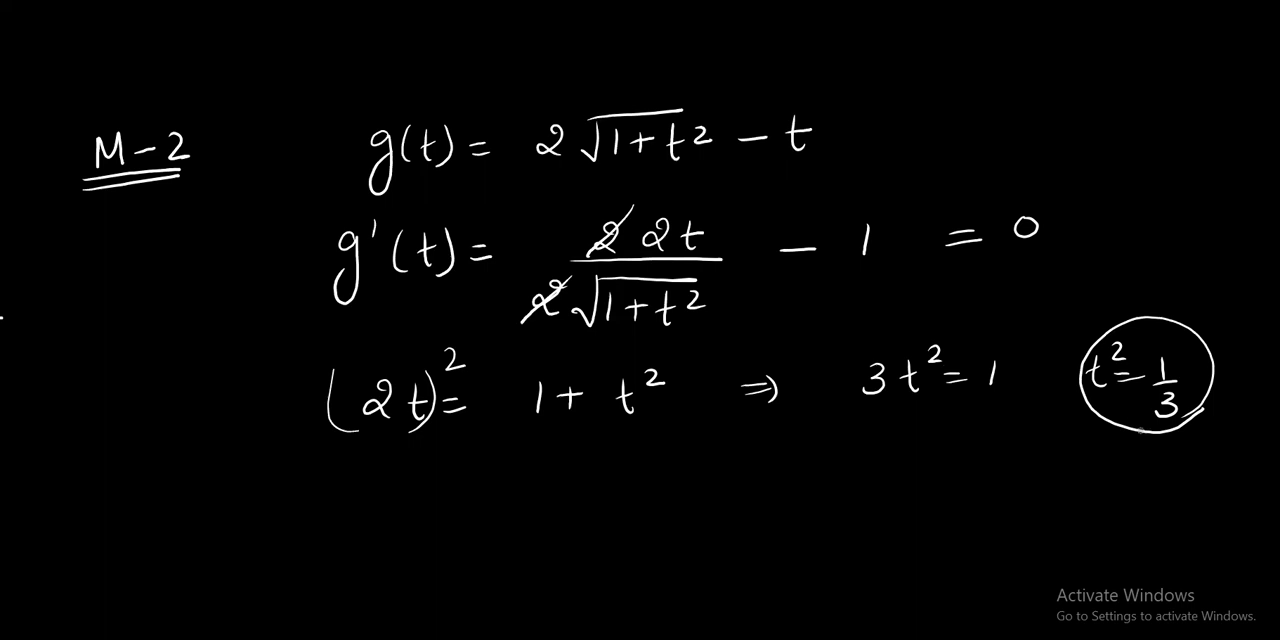 M-2 g(t) = 2√(1+t²) - t
g'(t) = 2 2t / 2√(1+t²) - 1 = 0
(2t)² = 1 + t² ⇒ 3t² = 1 t² = 1/3
Activate Windows
Go to Settings to activate Windows.